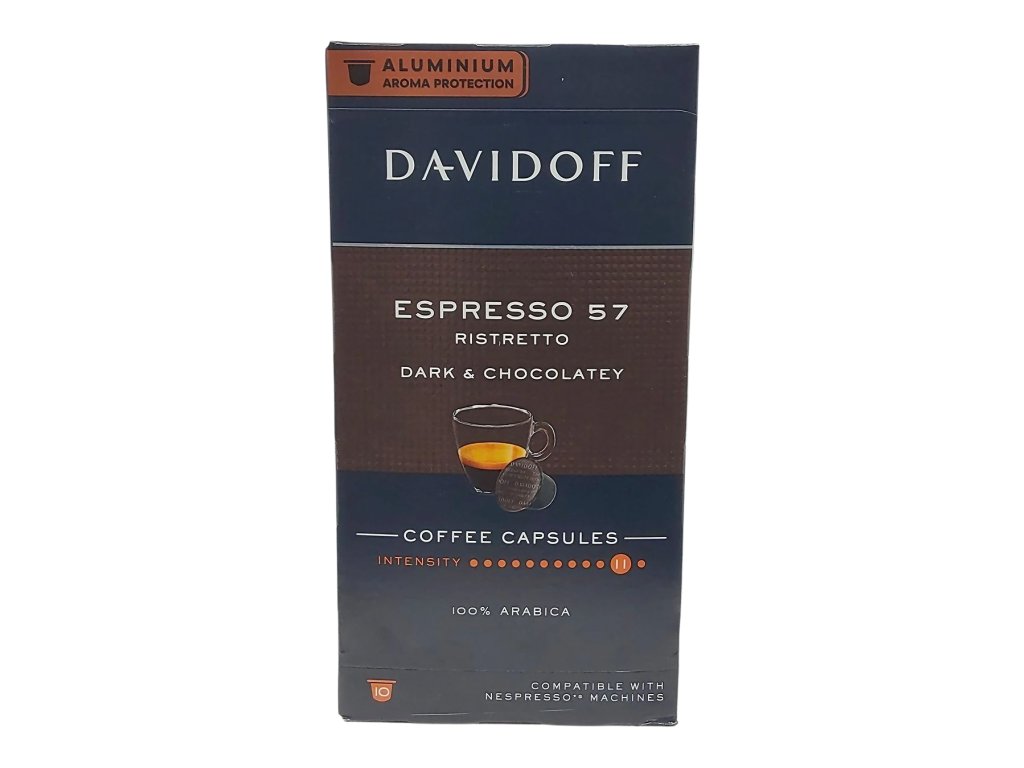 ALUMINIUM
AROMA PROTECTION
DAVIDOFF
ESPRESSO 57
RISTRETTO
DARK & CHOCOLATEY
DAVIDOFF
COFFEE CAPSULES
INTENSITY 11
100% ARABICA
10
COMPATIBLE WITH
NESPRESSO*® MACHINES